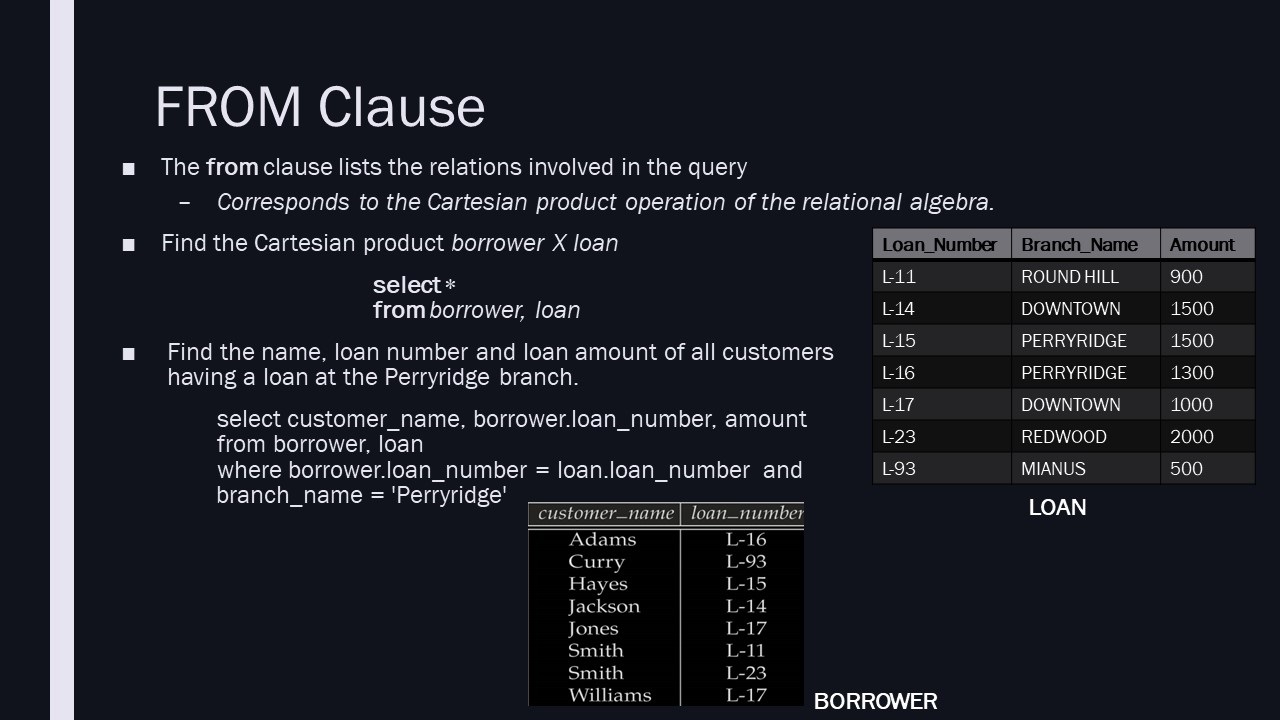 FROM Clause
■ The from clause lists the relations involved in the query
– Corresponds to the Cartesian product operation of the relational algebra.
■ Find the Cartesian product borrower X loan
select *
from borrower, loan
■ Find the name, loan number and loan amount of all customers
having a loan at the Perryridge branch.
select customer_name, borrower.loan_number, amount
from borrower, loan
where borrower.loan_number = loan.loan_number and
branch_name = 'Perryridge'
Loan_Number Branch_Name Amount
L-11 ROUND HILL 900
L-14 DOWNTOWN 1500
L-15 PERRYRIDGE 1500
L-16 PERRYRIDGE 1300
L-17 DOWNTOWN 1000
L-23 REDWOOD 2000
L-93 MIANUS 500
LOAN
customer_name loan_number
Adams L-16
Curry L-93
Hayes L-15
Jackson L-14
Jones L-17
Smith L-11
Smith L-23
Williams L-17
BORROWER